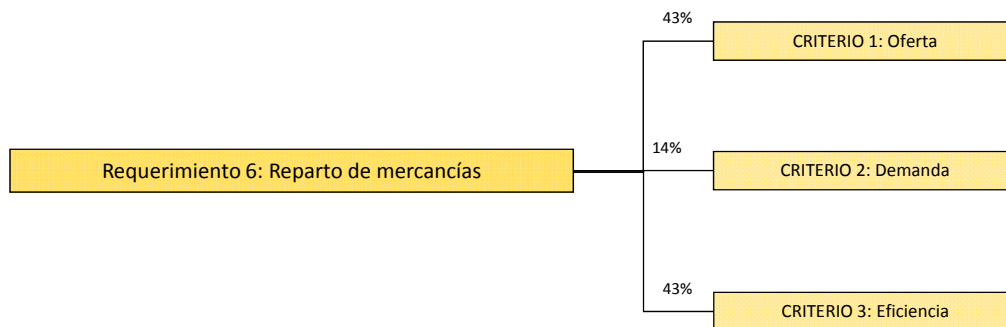 43%
CRITERIO 1: Oferta
Requerimiento 6: Reparto de mercancías
14%
CRITERIO 2: Demanda
43%
CRITERIO 3: Eficiencia